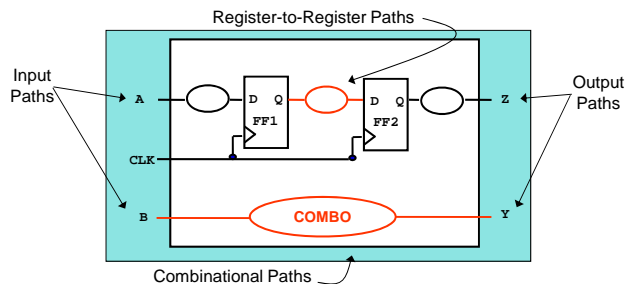 Register-to-Register Paths
Input
Paths
Output
Paths
A
D Q
FF1
D Q
FF2
Z
CLK
B
COMBO
Y
Combinational Paths